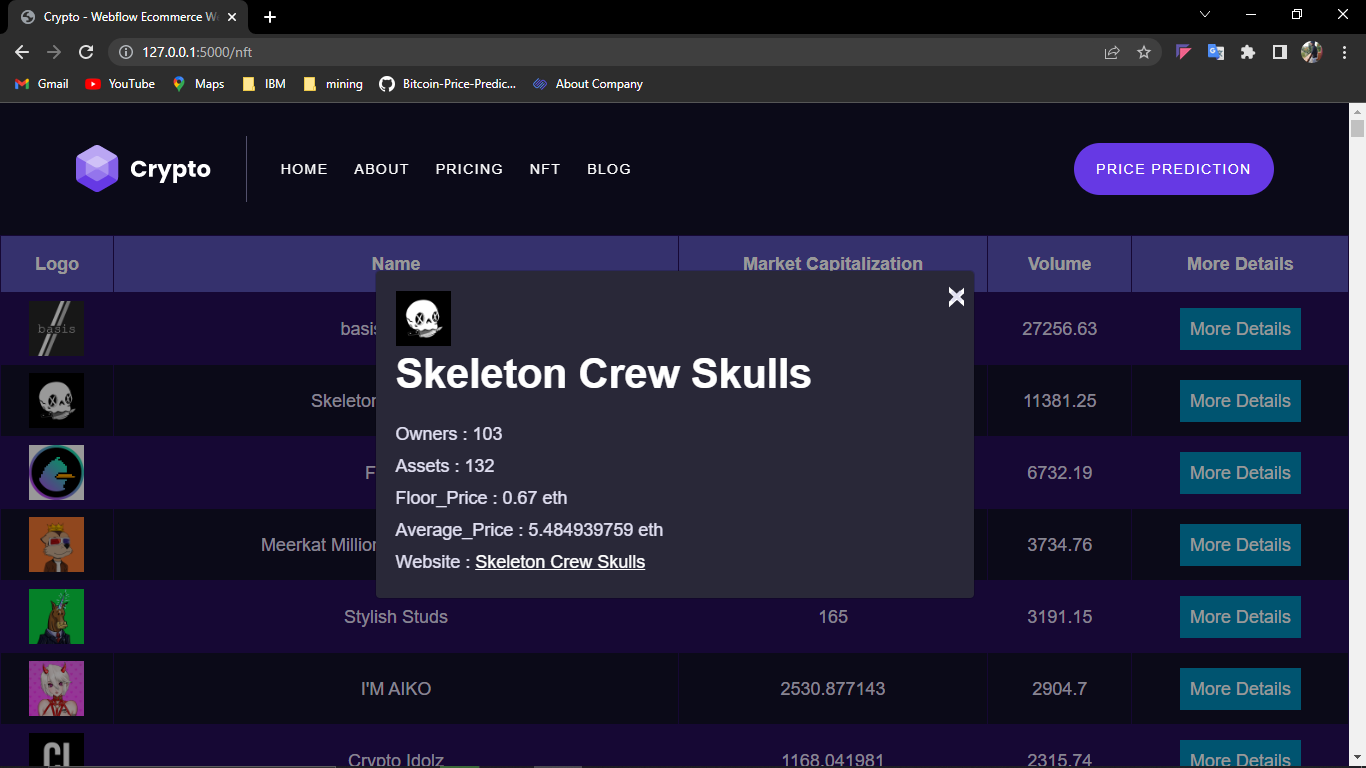 Crypto - Webflow Ecommerce W
127.0.0.1:5000/nft
Gmail YouTube Maps IBM mining Bitcoin-Price-Predic... About Company
Crypto HOME ABOUT PRICING NFT BLOG PRICE PREDICTION
Logo Name Market Capitalization Volume More Details
basis basis 27256.63 More Details
Skeleton 11381.25 More Details
F 6732.19 More Details
Meerkat Million 3734.76 More Details
Skeleton Crew Skulls
Owners : 103
Assets : 132
Floor_Price : 0.67 eth
Average_Price : 5.484939759 eth
Website : Skeleton Crew Skulls
Stylish Studs 165 3191.15 More Details
I'M AIKO 2530.877143 2904.7 More Details
CI Crypto Idolz 1168.041981 2315.74 More Details